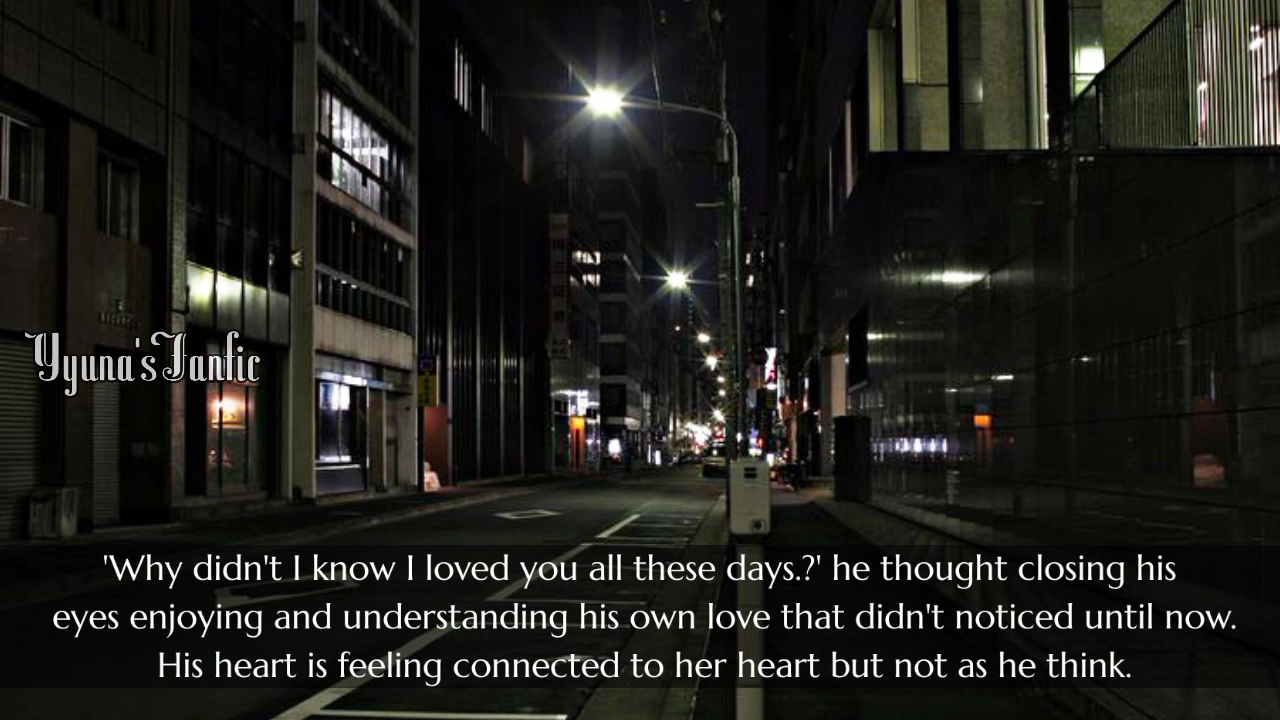 Yyuna's Fanfic
'Why didn't I know I loved you all these days.?' he thought closing his
eyes enjoying and understanding his own love that didn't noticed until now.
His heart is feeling connected to her heart but not as he think.